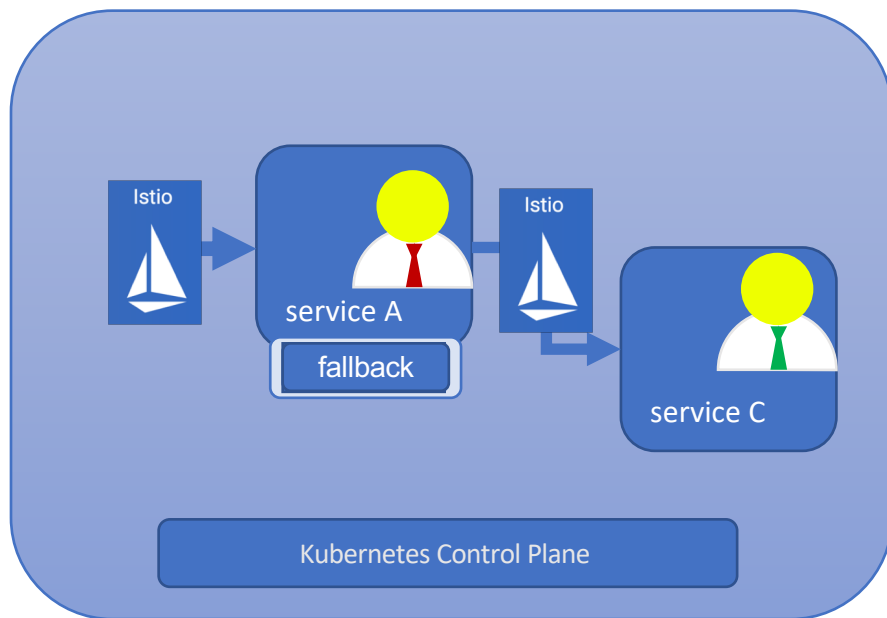 Istio
service A
fallback
Istio
service C
Kubernetes Control Plane